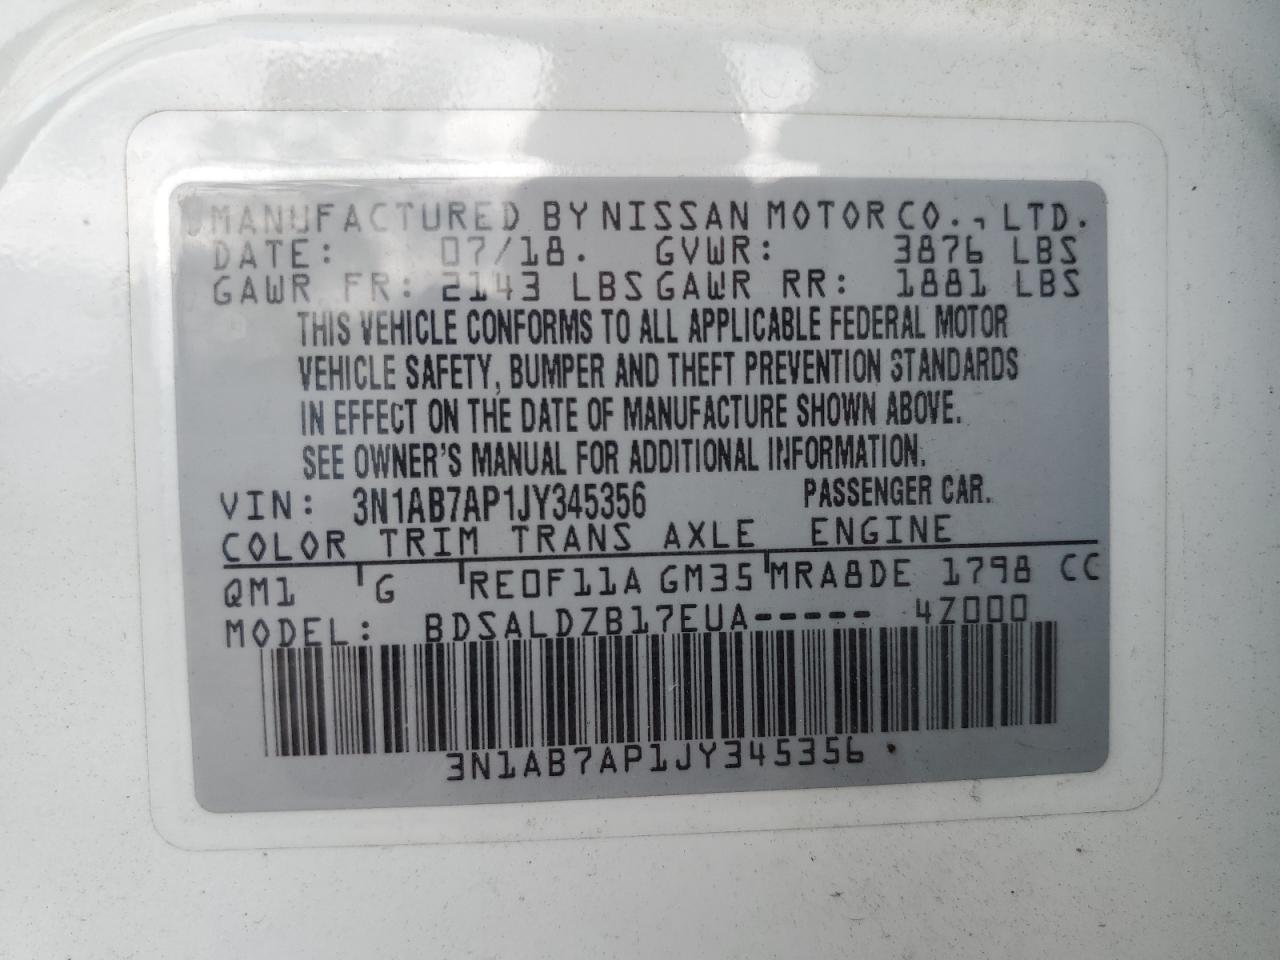 MANUFACTURED BY NISSAN MOTOR CO., LTD.
DATE: 07/18. GVWR: 3876 LBS
GAWR FR: 2143 LBS GAWR RR: 1881 LBS
THIS VEHICLE CONFORMS TO ALL APPLICABLE FEDERAL MOTOR
VEHICLE SAFETY, BUMPER AND THEFT PREVENTION STANDARDS
IN EFFECT ON THE DATE OF MANUFACTURE SHOWN ABOVE.
SEE OWNER'S MANUAL FOR ADDITIONAL INFORMATION.
VIN: 3N1AB7AP1JY345356 PASSENGER CAR.
COLOR TRIM TRANS AXLE ENGINE
QM1 G RE0F11A GM35 MRA8DE 1798 CC
MODEL: BDSALDZB17EUA----- 4Z000
3N1AB7AP1JY345356